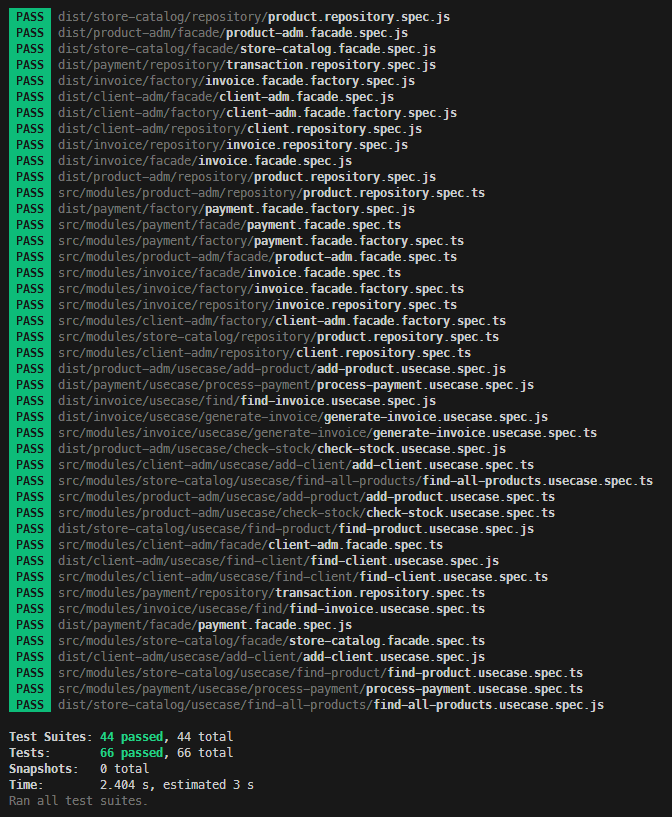 PASS dist/store-catalog/repository/product.repository.spec.js
PASS dist/product-adm/facade/product-adm.facade.spec.js
PASS dist/store-catalog/facade/store-catalog.facade.spec.js
PASS dist/payment/repository/transaction.repository.spec.js
PASS dist/invoice/factory/invoice.facade.factory.spec.js
PASS dist/client-adm/facade/client-adm.facade.spec.js
PASS dist/client-adm/factory/client-adm.facade.factory.spec.js
PASS dist/client-adm/repository/client.repository.spec.js
PASS dist/invoice/repository/invoice.repository.spec.js
PASS dist/invoice/facade/invoice.facade.spec.js
PASS dist/product-adm/repository/product.repository.spec.js
PASS src/modules/product-adm/repository/product.repository.spec.ts
PASS dist/payment/factory/payment.facade.factory.spec.js
PASS src/modules/payment/facade/payment.facade.spec.ts
PASS src/modules/payment/factory/payment.facade.factory.spec.ts
PASS src/modules/product-adm/facade/product-adm.facade.spec.ts
PASS src/modules/invoice/facade/invoice.facade.spec.ts
PASS src/modules/invoice/factory/invoice.facade.factory.spec.ts
PASS src/modules/invoice/repository/invoice.repository.spec.ts
PASS src/modules/client-adm/factory/client-adm.facade.factory.spec.ts
PASS src/modules/store-catalog/repository/product.repository.spec.ts
PASS src/modules/client-adm/repository/client.repository.spec.ts
PASS dist/product-adm/usecase/add-product/add-product.usecase.spec.js
PASS dist/payment/usecase/process-payment/process-payment.usecase.spec.js
PASS dist/invoice/usecase/find/find-invoice.usecase.spec.js
PASS dist/invoice/usecase/generate-invoice/generate-invoice.usecase.spec.js
PASS src/modules/invoice/usecase/generate-invoice/generate-invoice.usecase.spec.ts
PASS dist/product-adm/usecase/check-stock/check-stock.usecase.spec.js
PASS src/modules/client-adm/usecase/add-client/add-client.usecase.spec.ts
PASS src/modules/store-catalog/usecase/find-all-products/find-all-products.usecase.spec.ts
PASS src/modules/product-adm/usecase/add-product/add-product.usecase.spec.ts
PASS src/modules/product-adm/usecase/check-stock/check-stock.usecase.spec.ts
PASS dist/store-catalog/usecase/find-product/find-product.usecase.spec.js
PASS src/modules/client-adm/facade/client-adm.facade.spec.ts
PASS dist/client-adm/usecase/find-client/find-client.usecase.spec.js
PASS src/modules/client-adm/usecase/find-client/find-client.usecase.spec.ts
PASS src/modules/payment/repository/transaction.repository.spec.ts
PASS src/modules/invoice/usecase/find/find-invoice.usecase.spec.ts
PASS dist/payment/facade/payment.facade.spec.js
PASS src/modules/store-catalog/facade/store-catalog.facade.spec.ts
PASS dist/client-adm/usecase/add-client/add-client.usecase.spec.js
PASS src/modules/store-catalog/usecase/find-product/find-product.usecase.spec.ts
PASS src/modules/payment/usecase/process-payment/process-payment.usecase.spec.ts
PASS dist/store-catalog/usecase/find-all-products/find-all-products.usecase.spec.js
Test Suites: 44 passed, 44 total
Tests: 66 passed, 66 total
Snapshots: 0 total
Time: 2.404 s, estimated 3 s
Ran all test suites.